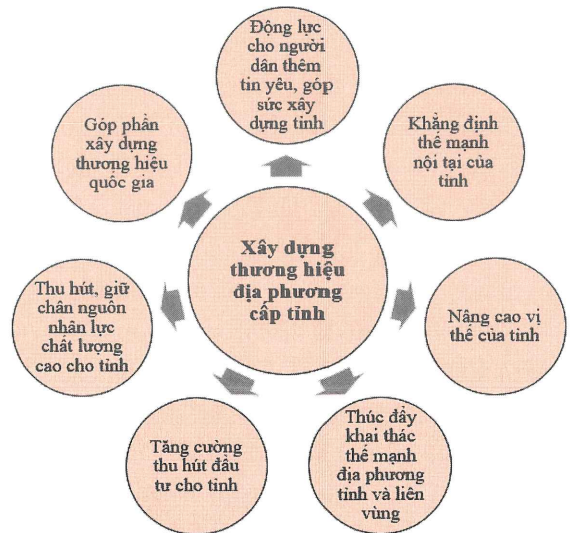 Động lực
cho người
dân thêm
tin yêu, góp
sức xây
dựng tỉnh
Khẳng định
thế mạnh
nội tại của
tỉnh
Nâng cao vị
thế của tỉnh
Thúc đẩy
khai thác
thế mạnh
địa phương
tỉnh và liên
vùng
Tăng cường
thu hút đầu
tư cho tỉnh
Thu hút, giữ
chân nguồn
nhân lực
chất lượng
cao cho tỉnh
Góp phần
xây dựng
thương hiệu
quốc gia
Xây dựng
thương hiệu
địa phương
cấp tỉnh